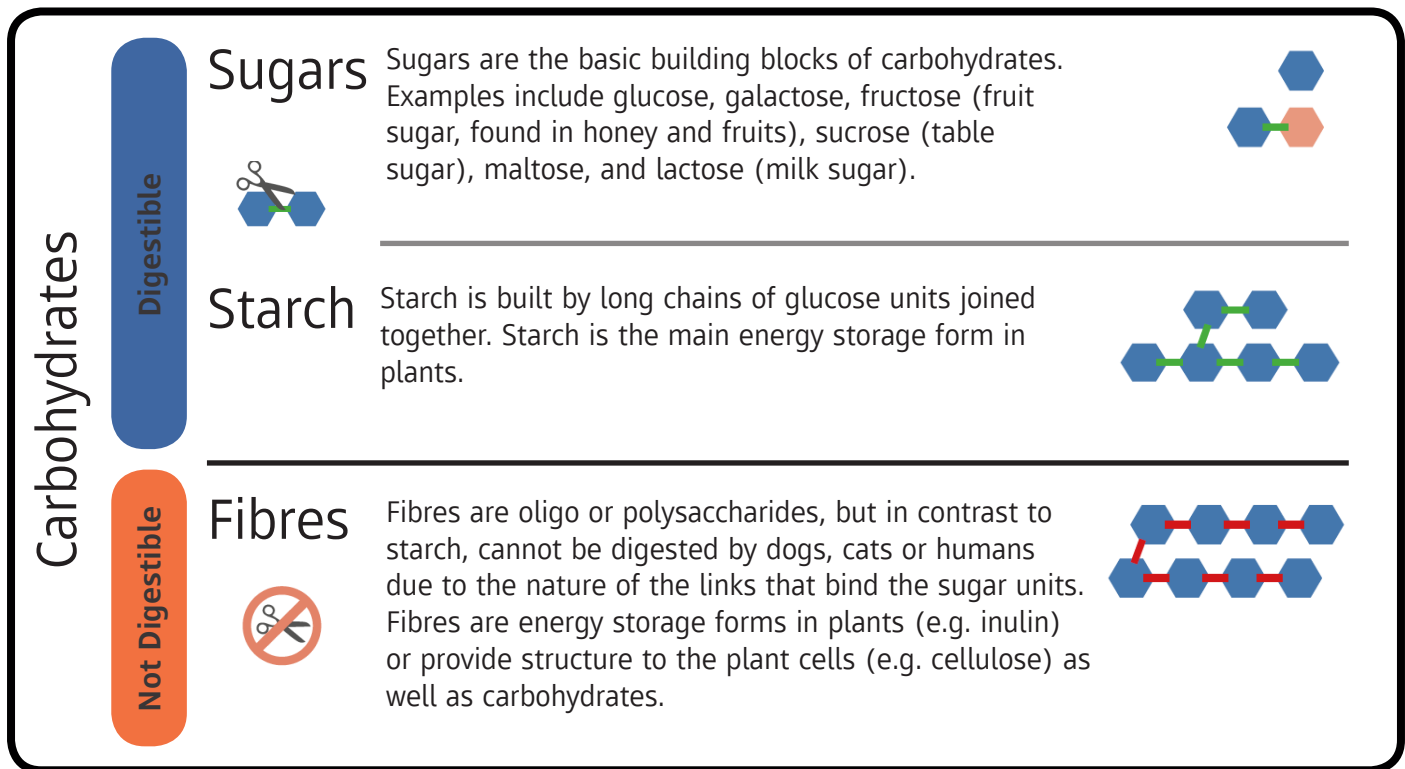 Carbohydrates
Digestible
Sugars
Sugars are the basic building blocks of carbohydrates.
Examples include glucose, galactose, fructose (fruit
sugar, found in honey and fruits), sucrose (table
sugar), maltose, and lactose (milk sugar).
Starch
Starch is built by long chains of glucose units joined
together. Starch is the main energy storage form in
plants.
Not Digestible
Fibres
Fibres are oligo or polysaccharides, but in contrast to
starch, cannot be digested by dogs, cats or humans
due to the nature of the links that bind the sugar units.
Fibres are energy storage forms in plants (e.g. inulin)
or provide structure to the plant cells (e.g. cellulose) as
well as carbohydrates.